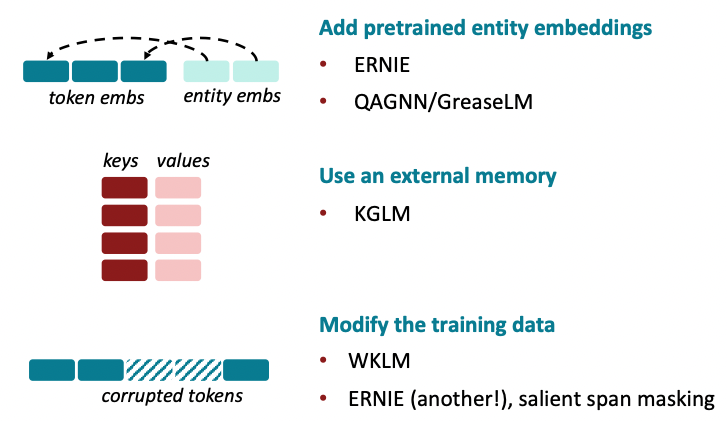 Add pretrained entity embeddings
• ERNIE
• QAGNN/GreaseLM
token embs entity embs
keys values
Use an external memory
• KGLM
Modify the training data
• WKLM
• ERNIE (another!), salient span masking
corrupted tokens